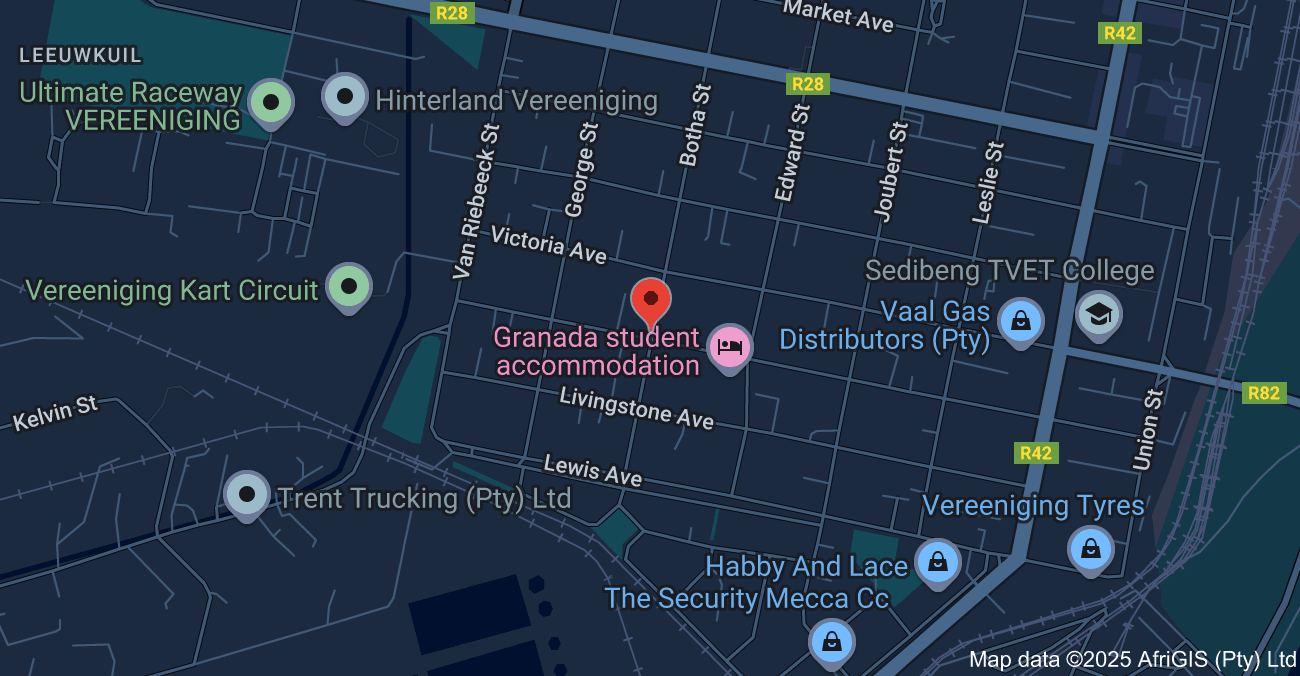 R28
Market Ave
R42
LEEUWKUIL
Ultimate Raceway
VEREENIGING
Hinterland Vereeniging
R28
Botha St
Edward St
Van Riebeeck St
George St
Joubert St
Leslie St
Victoria Ave
Sedibeng TVET College
Vereeniging Kart Circuit
Vaal Gas
Distributors (Pty)
Granada student
accommodation
R82
Kelvin St
Livingstone Ave
Union St
R42
Lewis Ave
Trent Trucking (Pty) Ltd
Vereeniging Tyres
Habby And Lace
The Security Mecca Cc
Map data ©2025 AfriGIS (Pty) Ltd